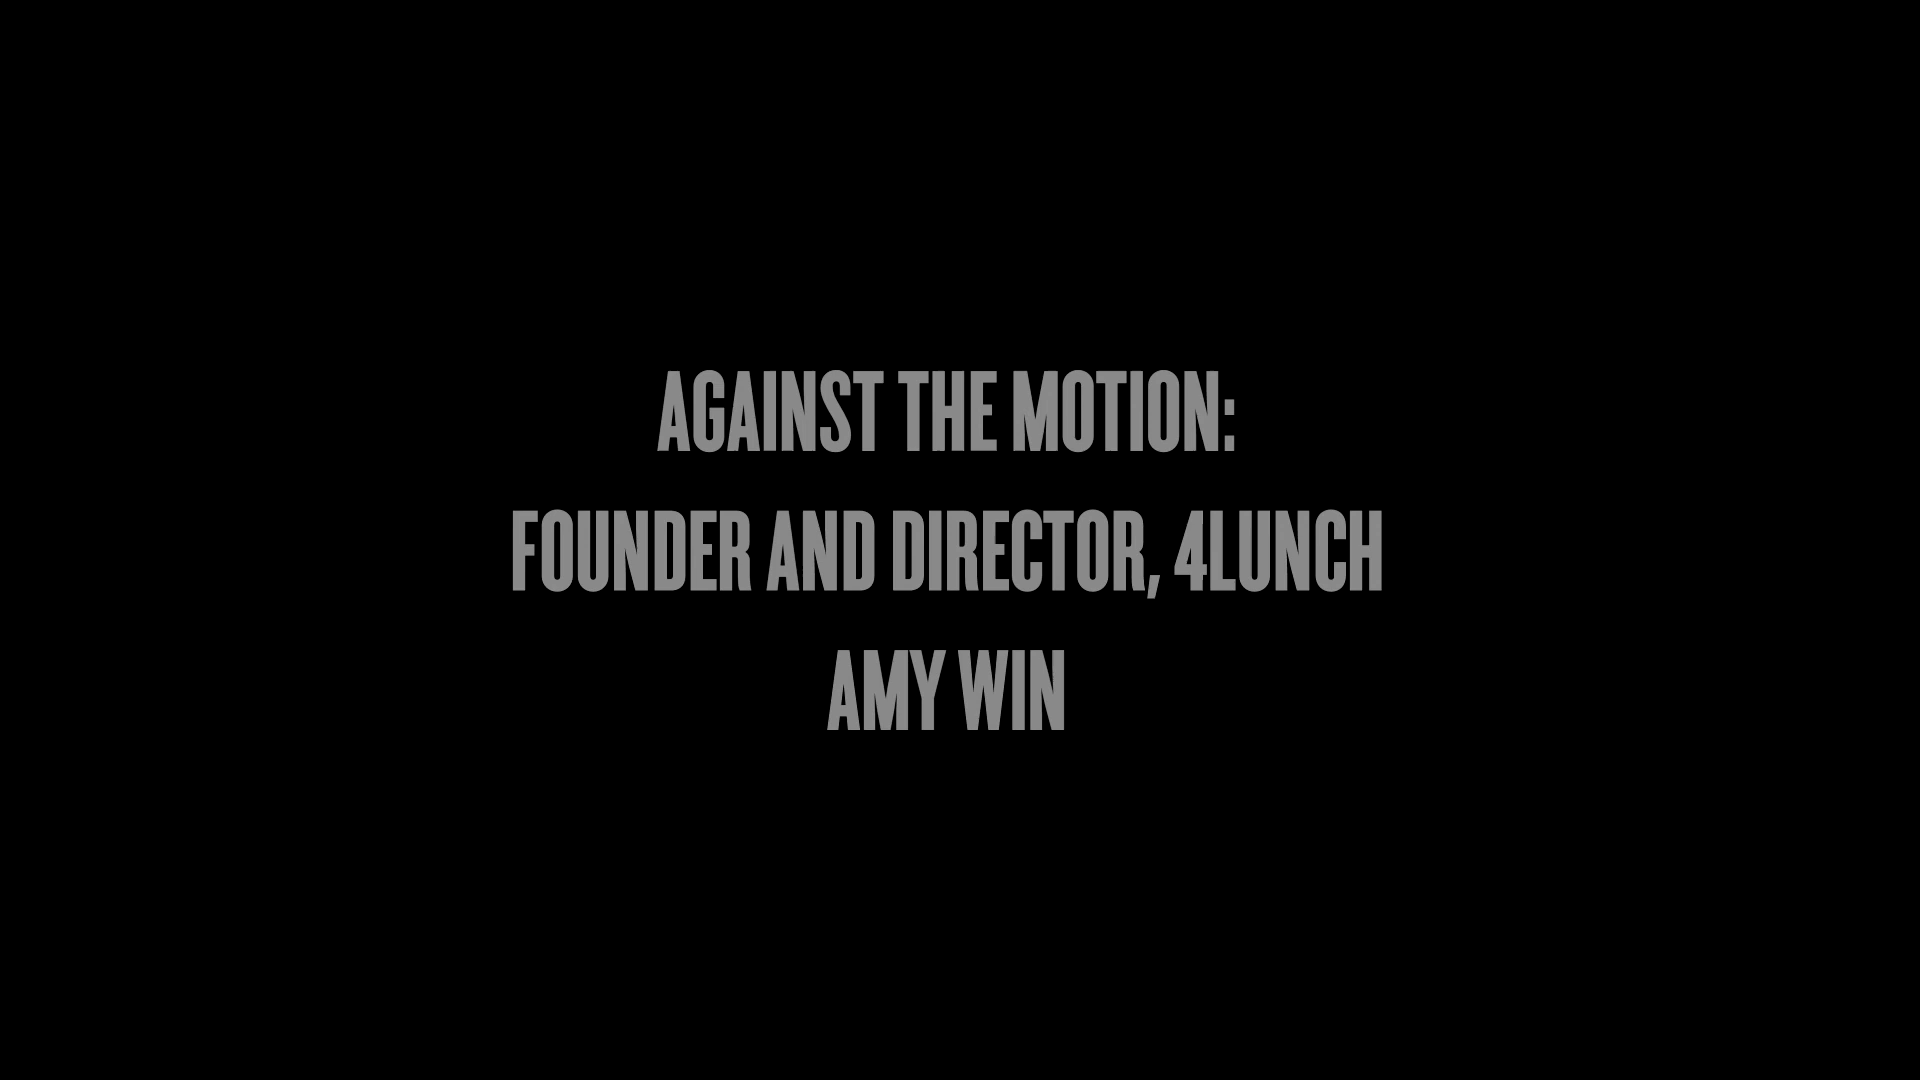 AGAINST THE MOTION:
FOUNDER AND DIRECTOR, 4LUNCH
AMY WIN